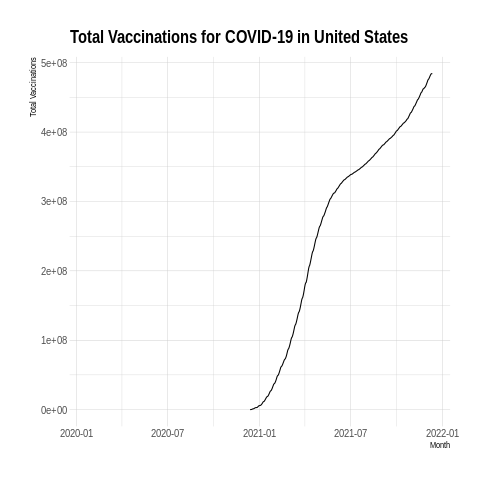 Total Vaccinations for COVID-19 in United States
Total Vaccinations
5e+08
4e+08
3e+08
2e+08
1e+08
0e+00
2020-01 2020-07 2021-01 2021-07 2022-01
Month